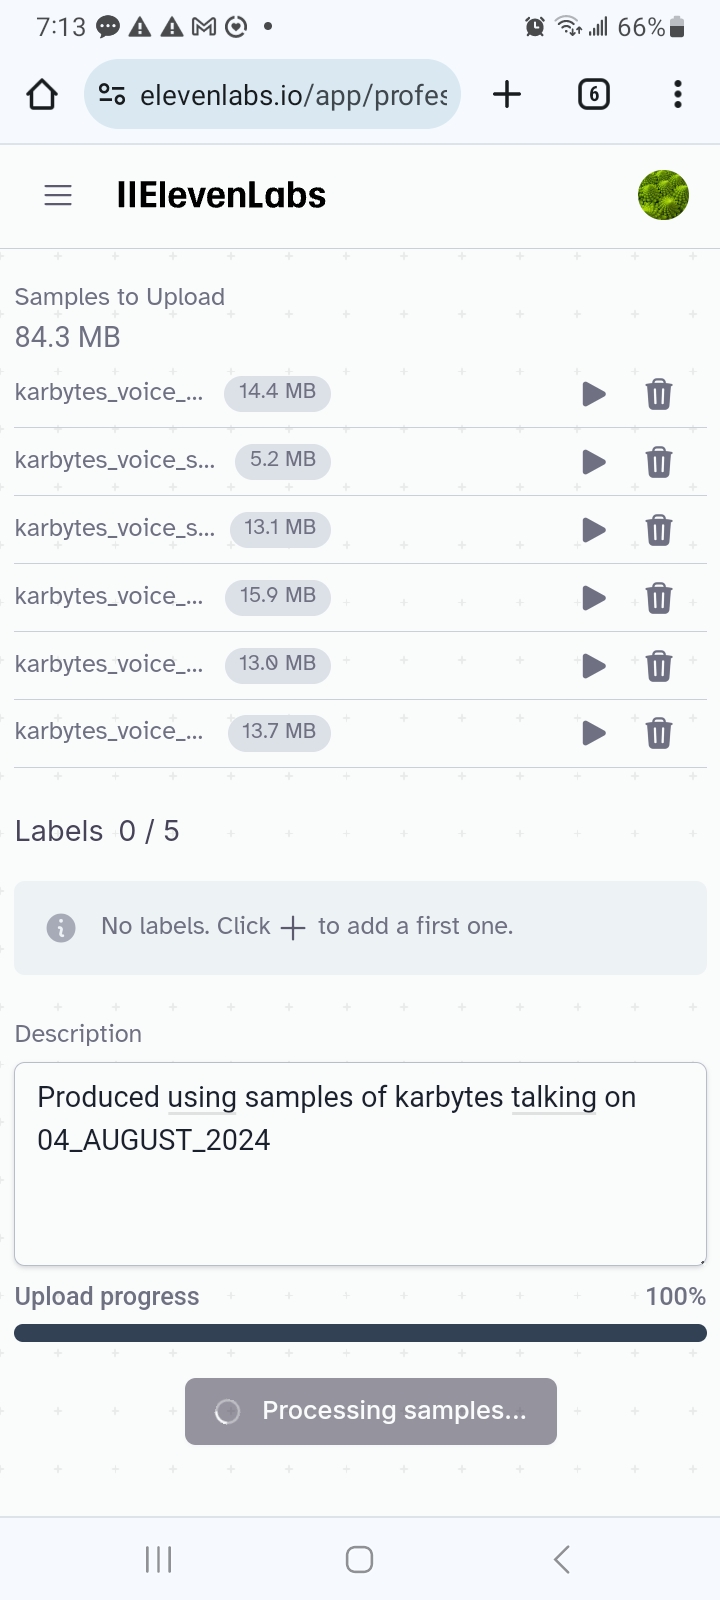 7:13 66%
elevenlabs.io/app/profes 6
IIElevenLabs
Samples to Upload
84.3 MB
karbytes_voice_... 14.4 MB
karbytes_voice_s... 5.2 MB
karbytes_voice_s... 13.1 MB
karbytes_voice_... 15.9 MB
karbytes_voice_... 13.0 MB
karbytes_voice_... 13.7 MB
Labels 0 / 5
No labels. Click + to add a first one.
Description
Produced using samples of karbytes talking on
04_AUGUST_2024
Upload progress 100%
Processing samples...